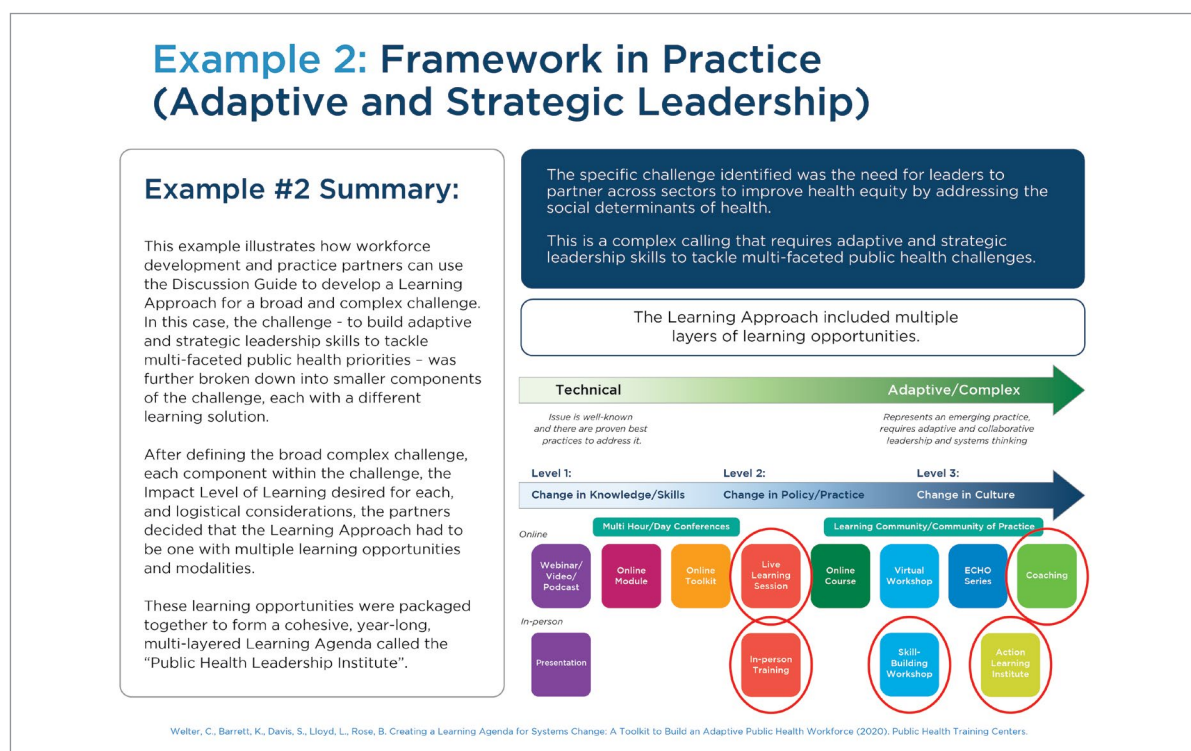 Example 2: Framework in Practice
(Adaptive and Strategic Leadership)
Example #2 Summary:
This example illustrates how workforce
development and practice partners can use
the Discussion Guide to develop a Learning
Approach for a broad and complex challenge.
In this case, the challenge - to build adaptive
and strategic leadership skills to tackle
multi-faceted public health priorities – was
further broken down into smaller components
of the challenge, each with a different
learning solution.
After defining the broad complex challenge,
each component within the challenge, the
Impact Level of Learning desired for each,
and logistical considerations, the partners
decided that the Learning Approach had to
be one with multiple learning opportunities
and modalities.
These learning opportunities were packaged
together to form a cohesive, year-long,
multi-layered Learning Agenda called the
“Public Health Leadership Institute”.
The specific challenge identified was the need for leaders to
partner across sectors to improve health equity by addressing the
social determinants of health.
This is a complex calling that requires adaptive and strategic
leadership skills to tackle multi-faceted public health challenges.
The Learning Approach included multiple
layers of learning opportunities.
Technical
Adaptive/Complex
Issue is well-known
and there are proven best
practices to address it.
Represents an emerging practice,
requires adaptive and collaborative
leadership and systems thinking
Level 1:
Level 2:
Level 3:
Change in Knowledge/Skills
Change in Policy/Practice
Change in Culture
Multi Hour/Day Conferences
Learning Community/Community of Practice
Online
Webinar/
Video/
Podcast
Online
Module
Online
Toolkit
Live
Learning
Session
Online
Course
Virtual
Workshop
ECHO
Series
Coaching
In-person
Presentation
In-person
Training
Skill-
Building
Workshop
Action
Learning
Institute
Welter, C., Barrett, K., Davis, S., Lloyd, L., Rose, B. Creating a Learning Agenda for Systems Change: A Toolkit to Build an Adaptive Public Health Workforce (2020). Public Health Training Centers.